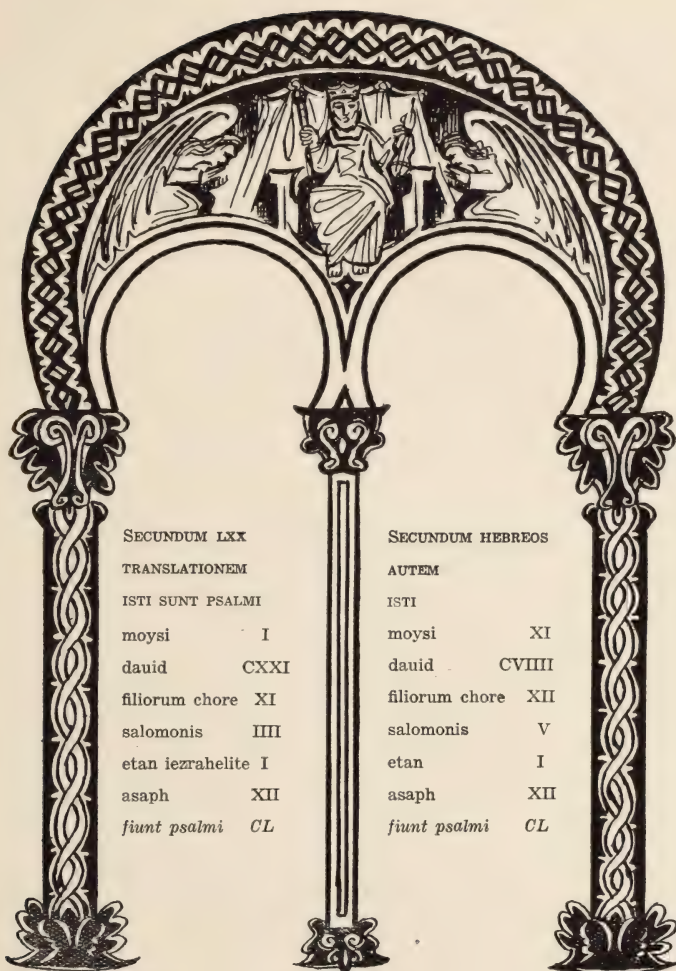 SECUNDUM LXX
TRANSLATIONEM
ISTI SUNT PSALMI
moysi I
dauid CXXI
filiorum chore XI
salomonis IIII
etan iezrahelite I
asaph XII
fiunt psalmi CL
SECUNDUM HEBREOS
AUTEM
ISTI
moysi XI
dauid CVIIII
filiorum chore XII
salomonis V
etan I
asaph XII
fiunt psalmi CL